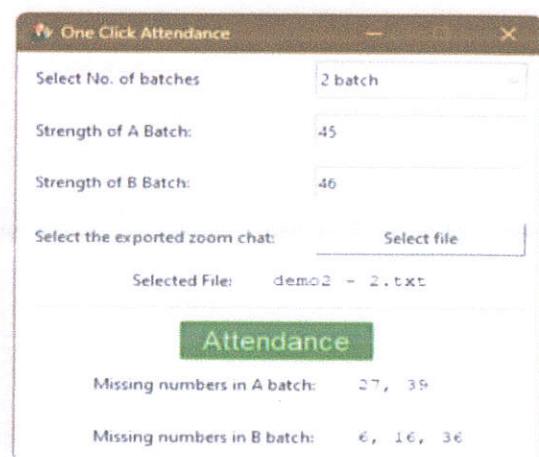 One Click Attendance
Select No. of batches 2 batch
Strength of A Batch: 45
Strength of B Batch: 46
Select the exported zoom chat: Select file
Selected File: demo2 - 2.txt
Attendance
Missing numbers in A batch: 27, 39
Missing numbers in B batch: 6, 16, 36